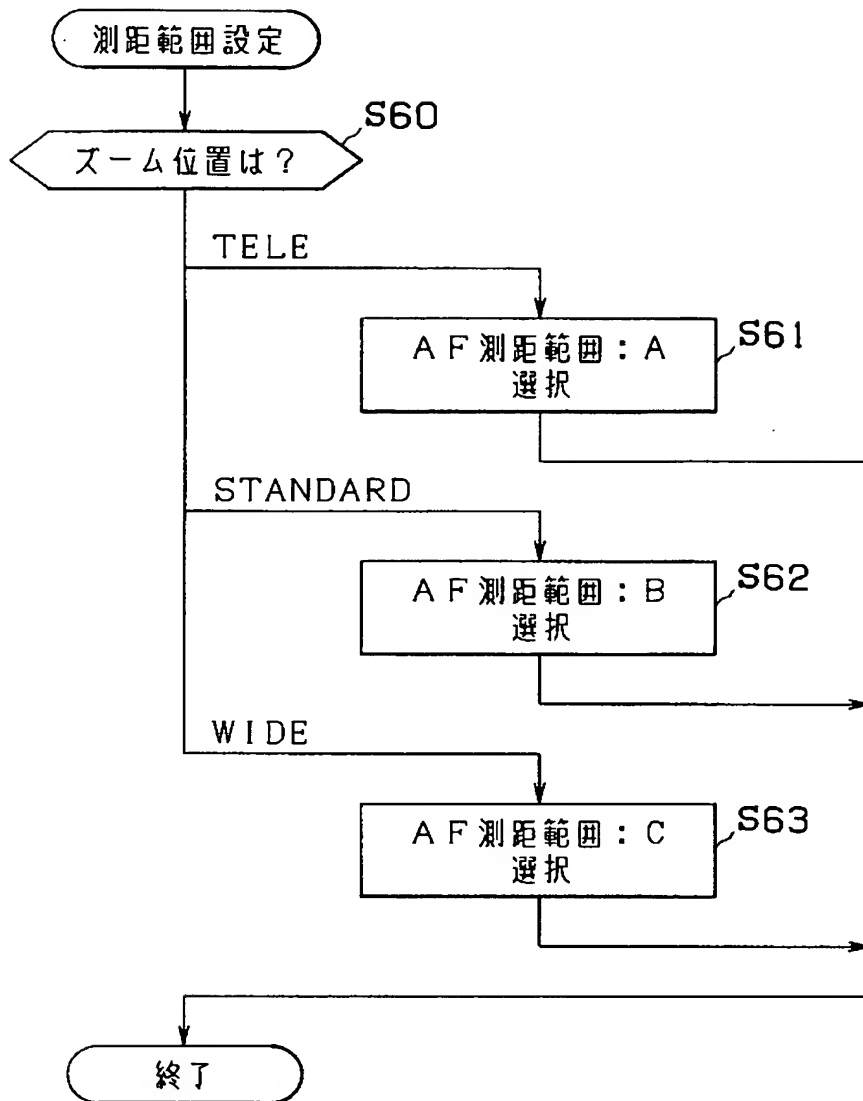 測距範囲設定
S60
ズーム位置は?
TELE
AF測距範囲:A
選択
S61
STANDARD
AF測距範囲:B
選択
S62
WIDE
AF測距範囲:C
選択
S63
終了